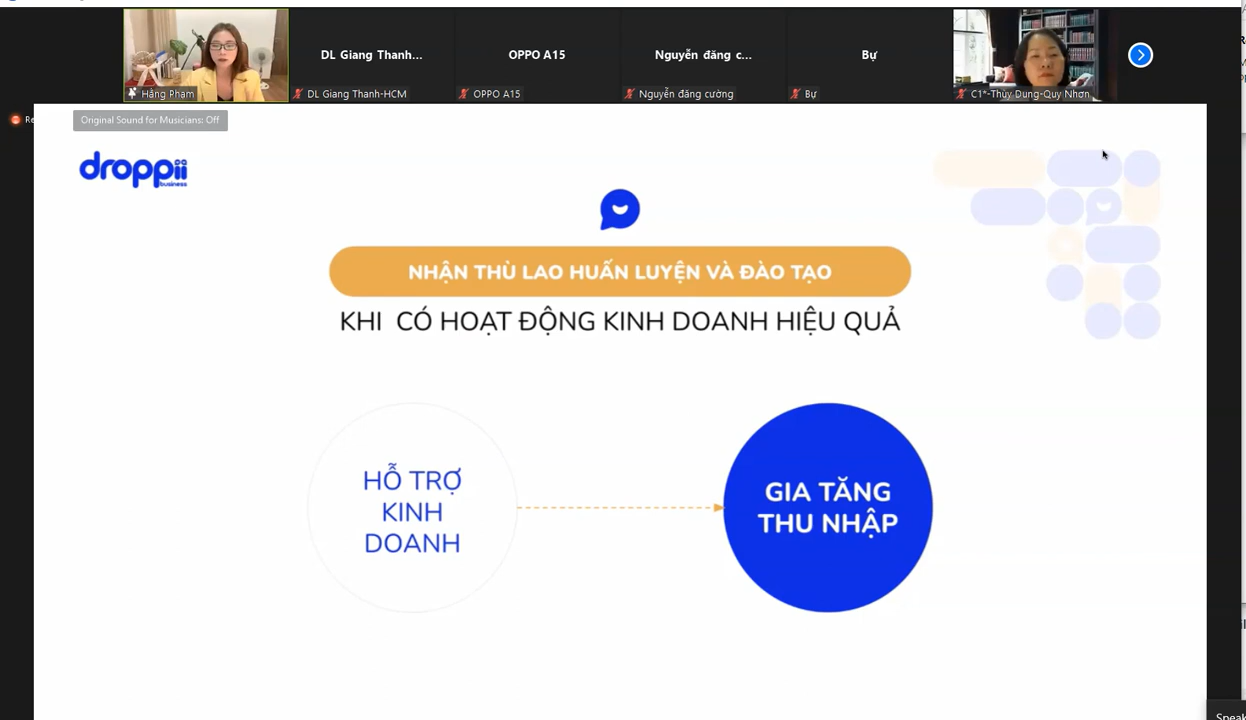 DL Giang Thanh...
OPPO A15
Nguyễn đăng c...
Bự
Hằng Phạm
DL Giang Thanh-HCM
OPPO A15
Nguyễn đăng cường
Bự
C1*-Thùy Dung-Quy Nhơn
Re
Original Sound for Musicians: Off
droppii
business
NHẬN THÙ LAO HUẤN LUYỆN VÀ ĐÀO TẠO
KHI CÓ HOẠT ĐỘNG KINH DOANH HIỆU QUẢ
HỖ TRỢ
KINH
DOANH
GIA TĂNG
THU NHẬP
Speak